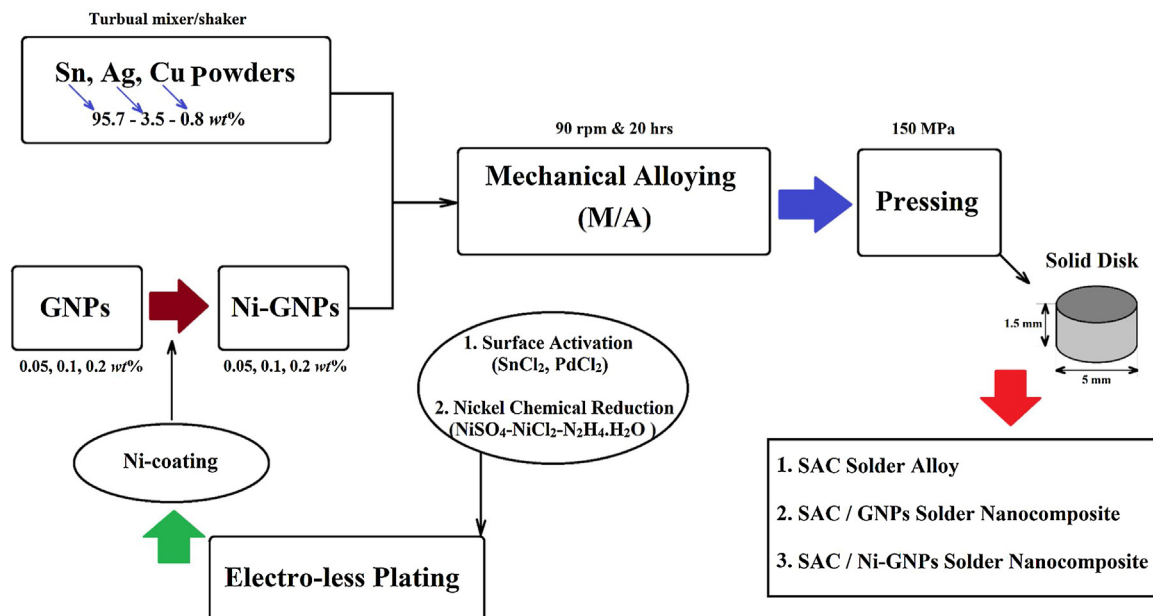 Turbual mixer/shaker
Sn, Ag, Cu Powders
95.7 - 3.5 - 0.8 wt%
90 rpm & 20 hrs
Mechanical Alloying
(M/A)
150 MPa
Pressing
Solid Disk
1.5 mm
5 mm
GNPs
Ni-GNPs
0.05, 0.1, 0.2 wt%
0.05, 0.1, 0.2 wt%
1. Surface Activation
(SnCl₂, PdCl₂)
2. Nickel Chemical Reduction
(NiSO₄-NiCl₂-N₂H₄.H₂O )
Ni-coating
Electro-less Plating
1. SAC Solder Alloy
2. SAC / GNPs Solder Nanocomposite
3. SAC / Ni-GNPs Solder Nanocomposite